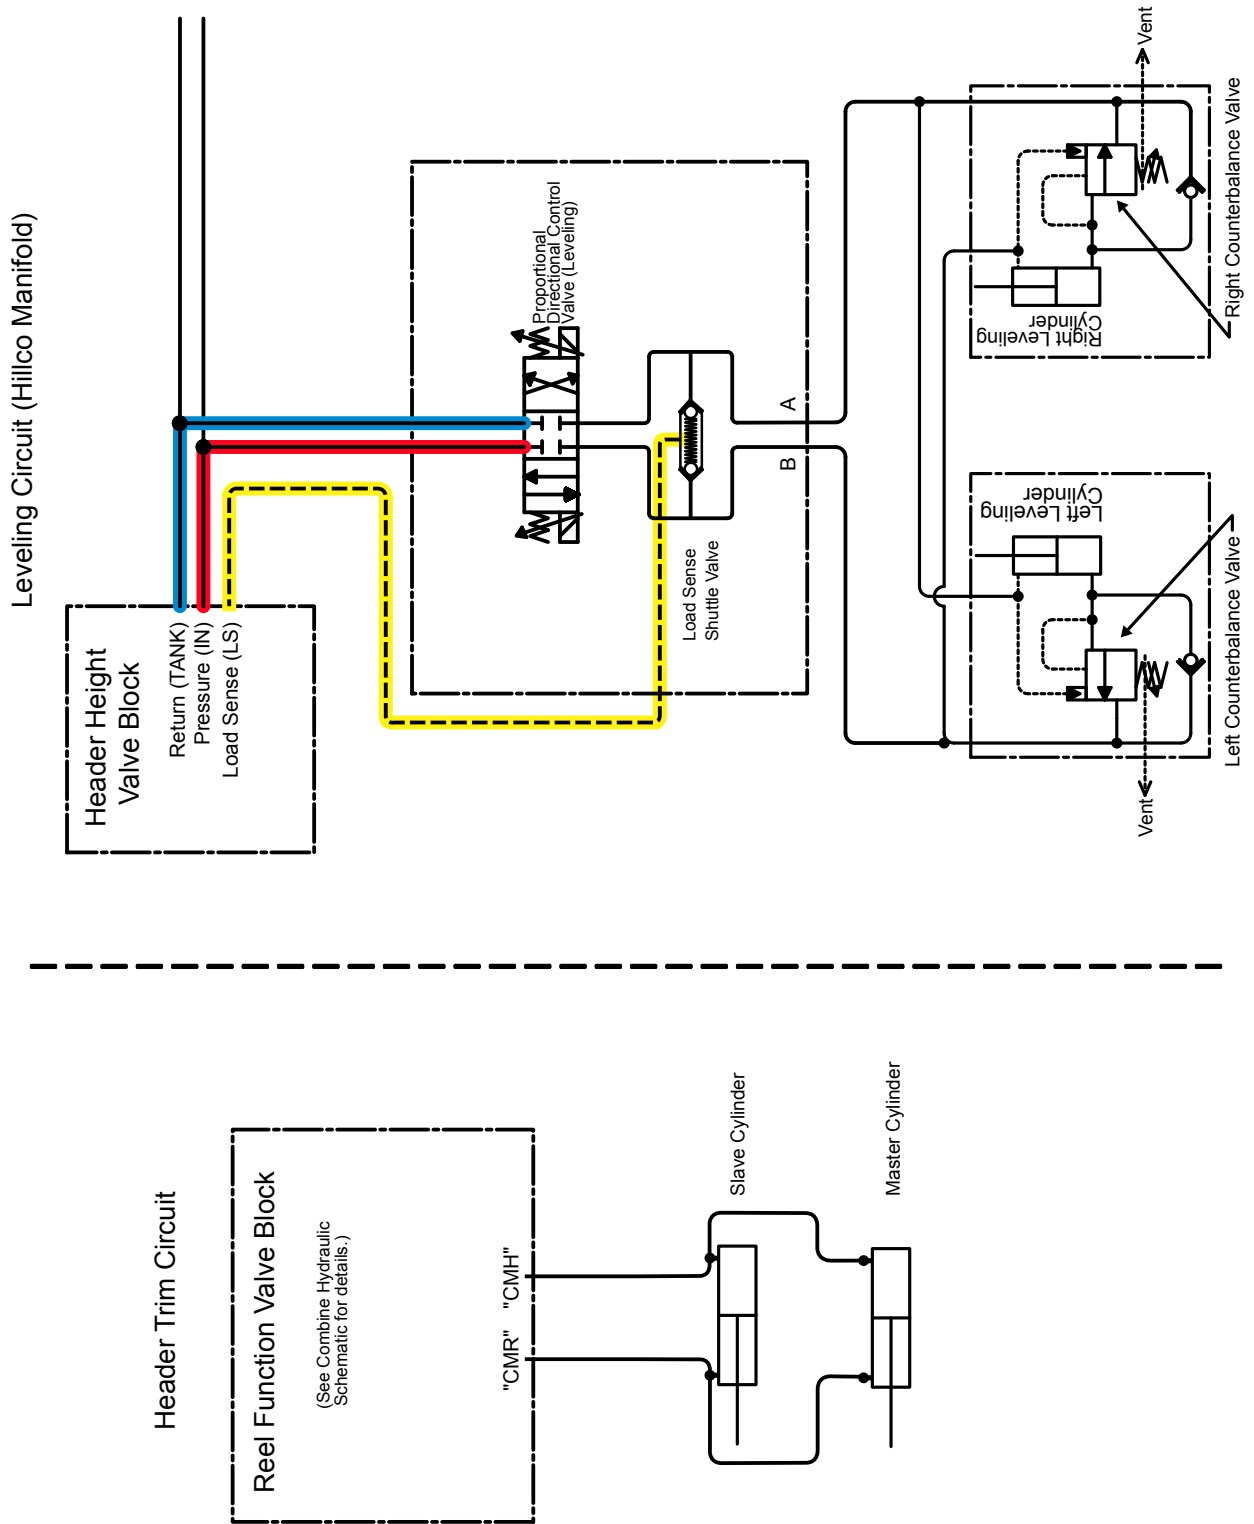 Leveling Circuit (Hillco Manifold)
Header Height
Valve Block
Return (TANK)
Pressure (IN)
Load Sense (LS)
Proportional
Directional Control
Valve (Leveling)
Load Sense
Shuttle Valve
A
B
Right Leveling
Cylinder
Vent
Right Counterbalance Valve
Left Leveling
Cylinder
Vent
Left Counterbalance Valve
Header Trim Circuit
Reel Function Valve Block
(See Combine Hydraulic
Schematic for details.)
"CMR"
"CMH"
Slave Cylinder
Master Cylinder